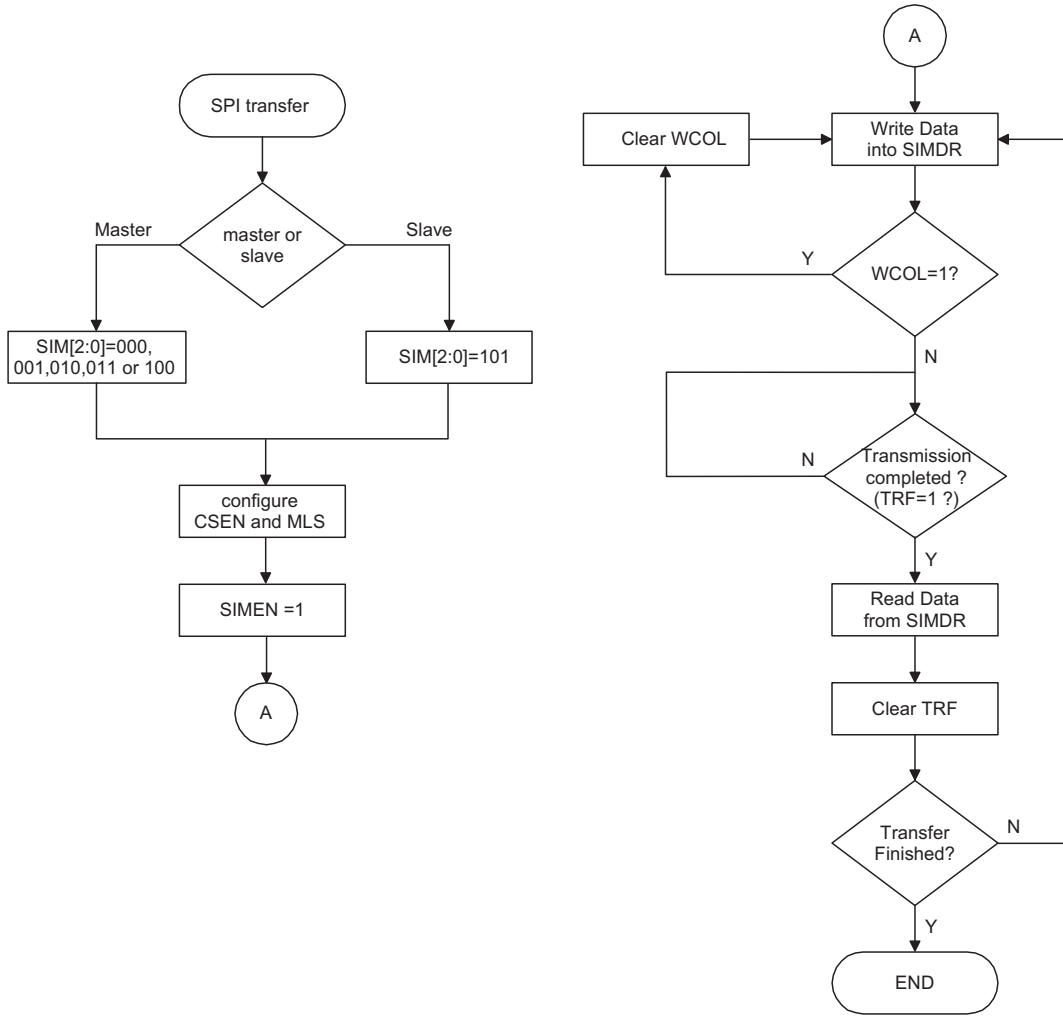 SPI transfer
master or
slave
Master
Slave
SIM[2:0]=000,
001,010,011 or 100
SIM[2:0]=101
configure
CSEN and MLS
SIMEN =1
A
A
Write Data
into SIMDR
Clear WCOL
WCOL=1?
Y
N
Transmission
completed ?
(TRF=1 ?)
N
Y
Read Data
from SIMDR
Clear TRF
Transfer
Finished?
N
Y
END